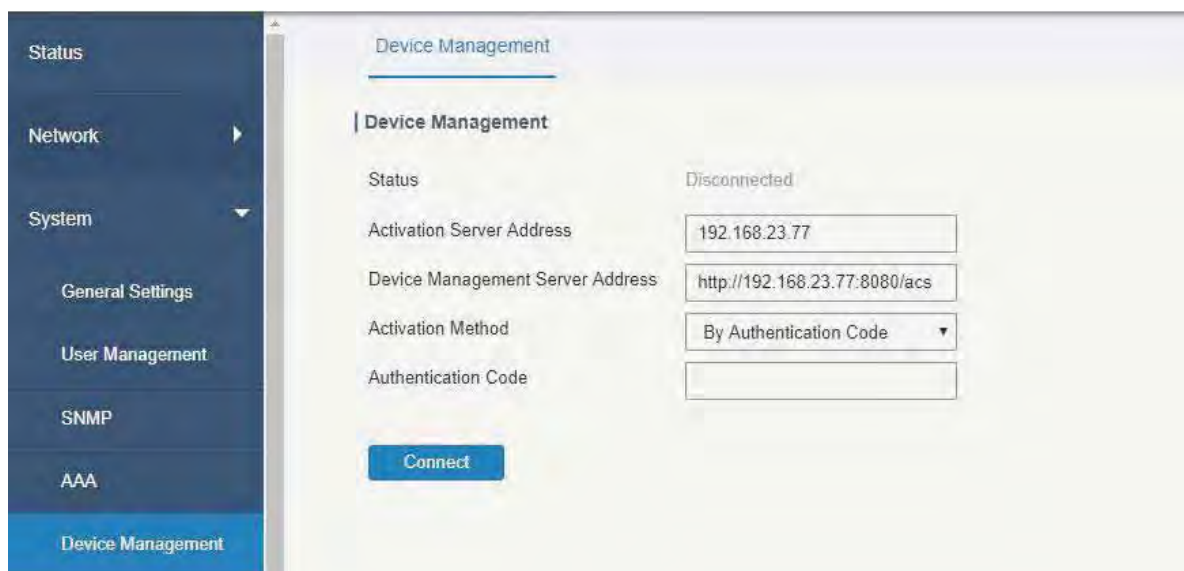 Status
Network
System
General Settings
User Management
SNMP
AAA
Device Management
Device Management
Device Management
Status Disconnected
Activation Server Address 192.168.23.77
Device Management Server Address http://192.168.23.77:8080/acs
Activation Method By Authentication Code
Authentication Code
Connect